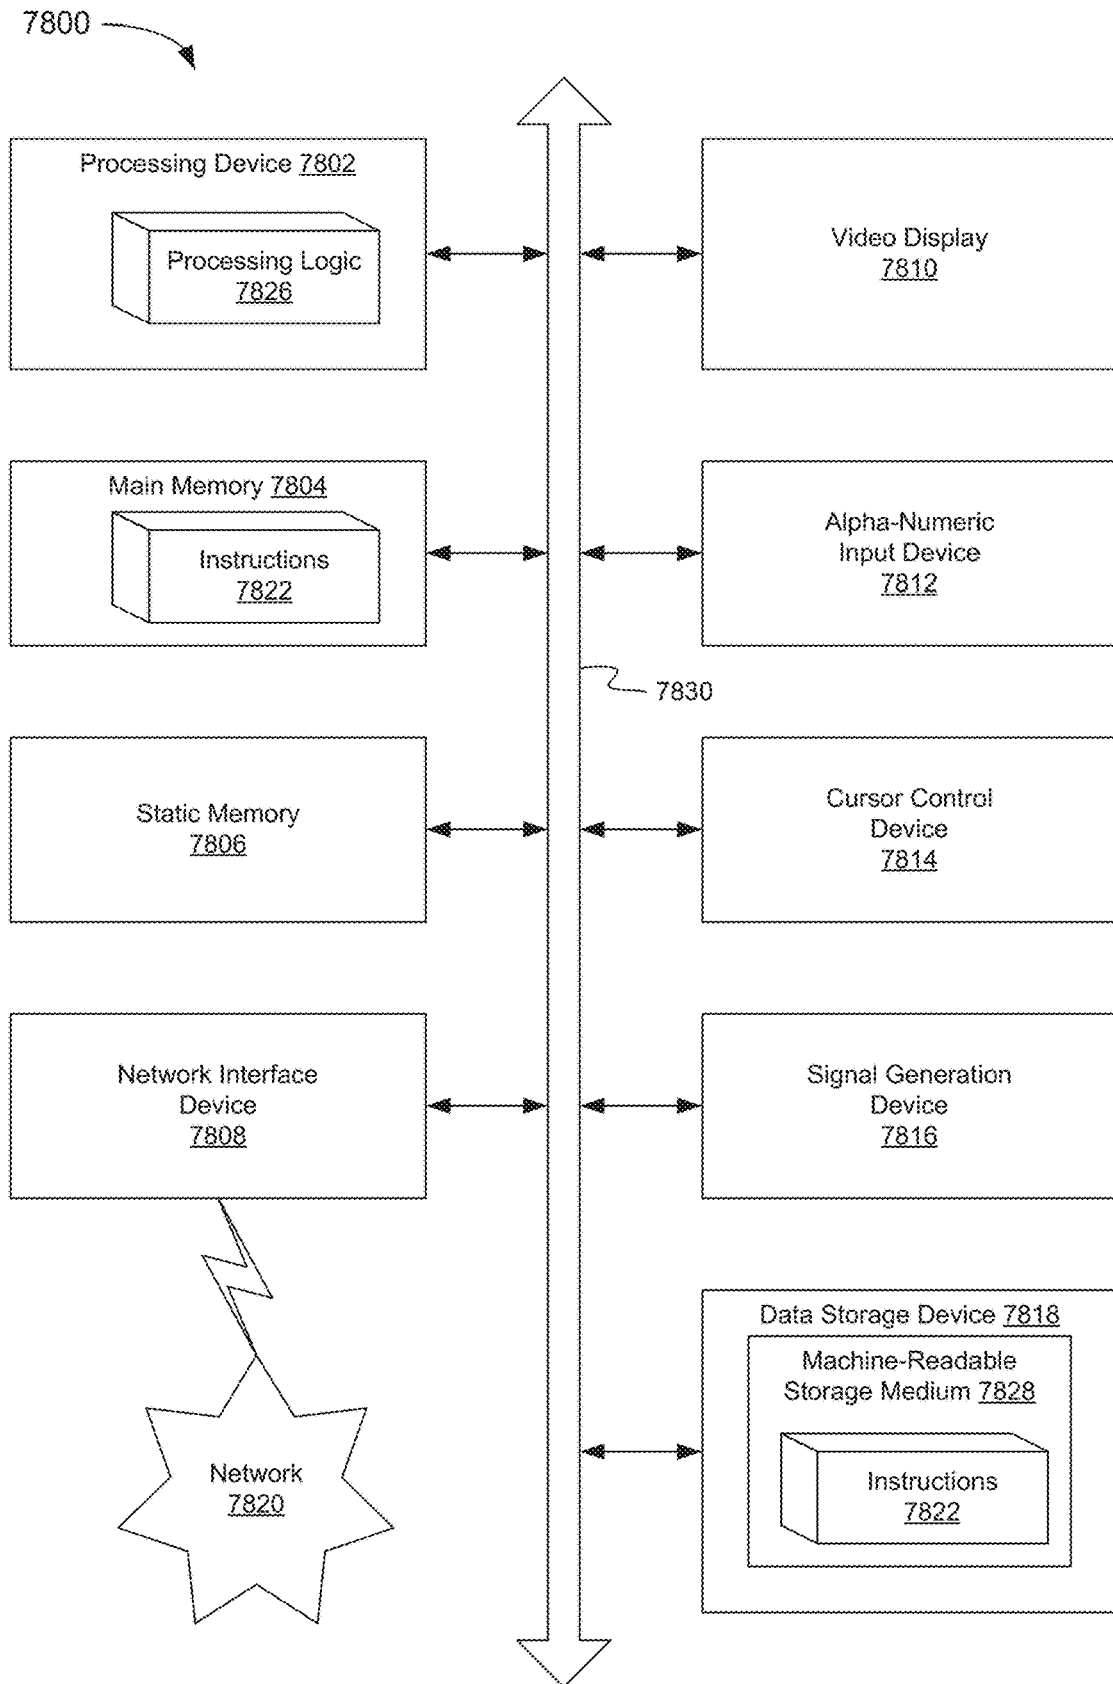 7800
Processing Device 7802
Processing Logic
7826
Video Display
7810
Main Memory 7804
Instructions
7822
Alpha-Numeric
Input Device
7812
7830
Static Memory
7806
Cursor Control
Device
7814
Network Interface
Device
7808
Signal Generation
Device
7816
Data Storage Device 7818
Machine-Readable
Storage Medium 7828
Instructions
7822
Network
7820